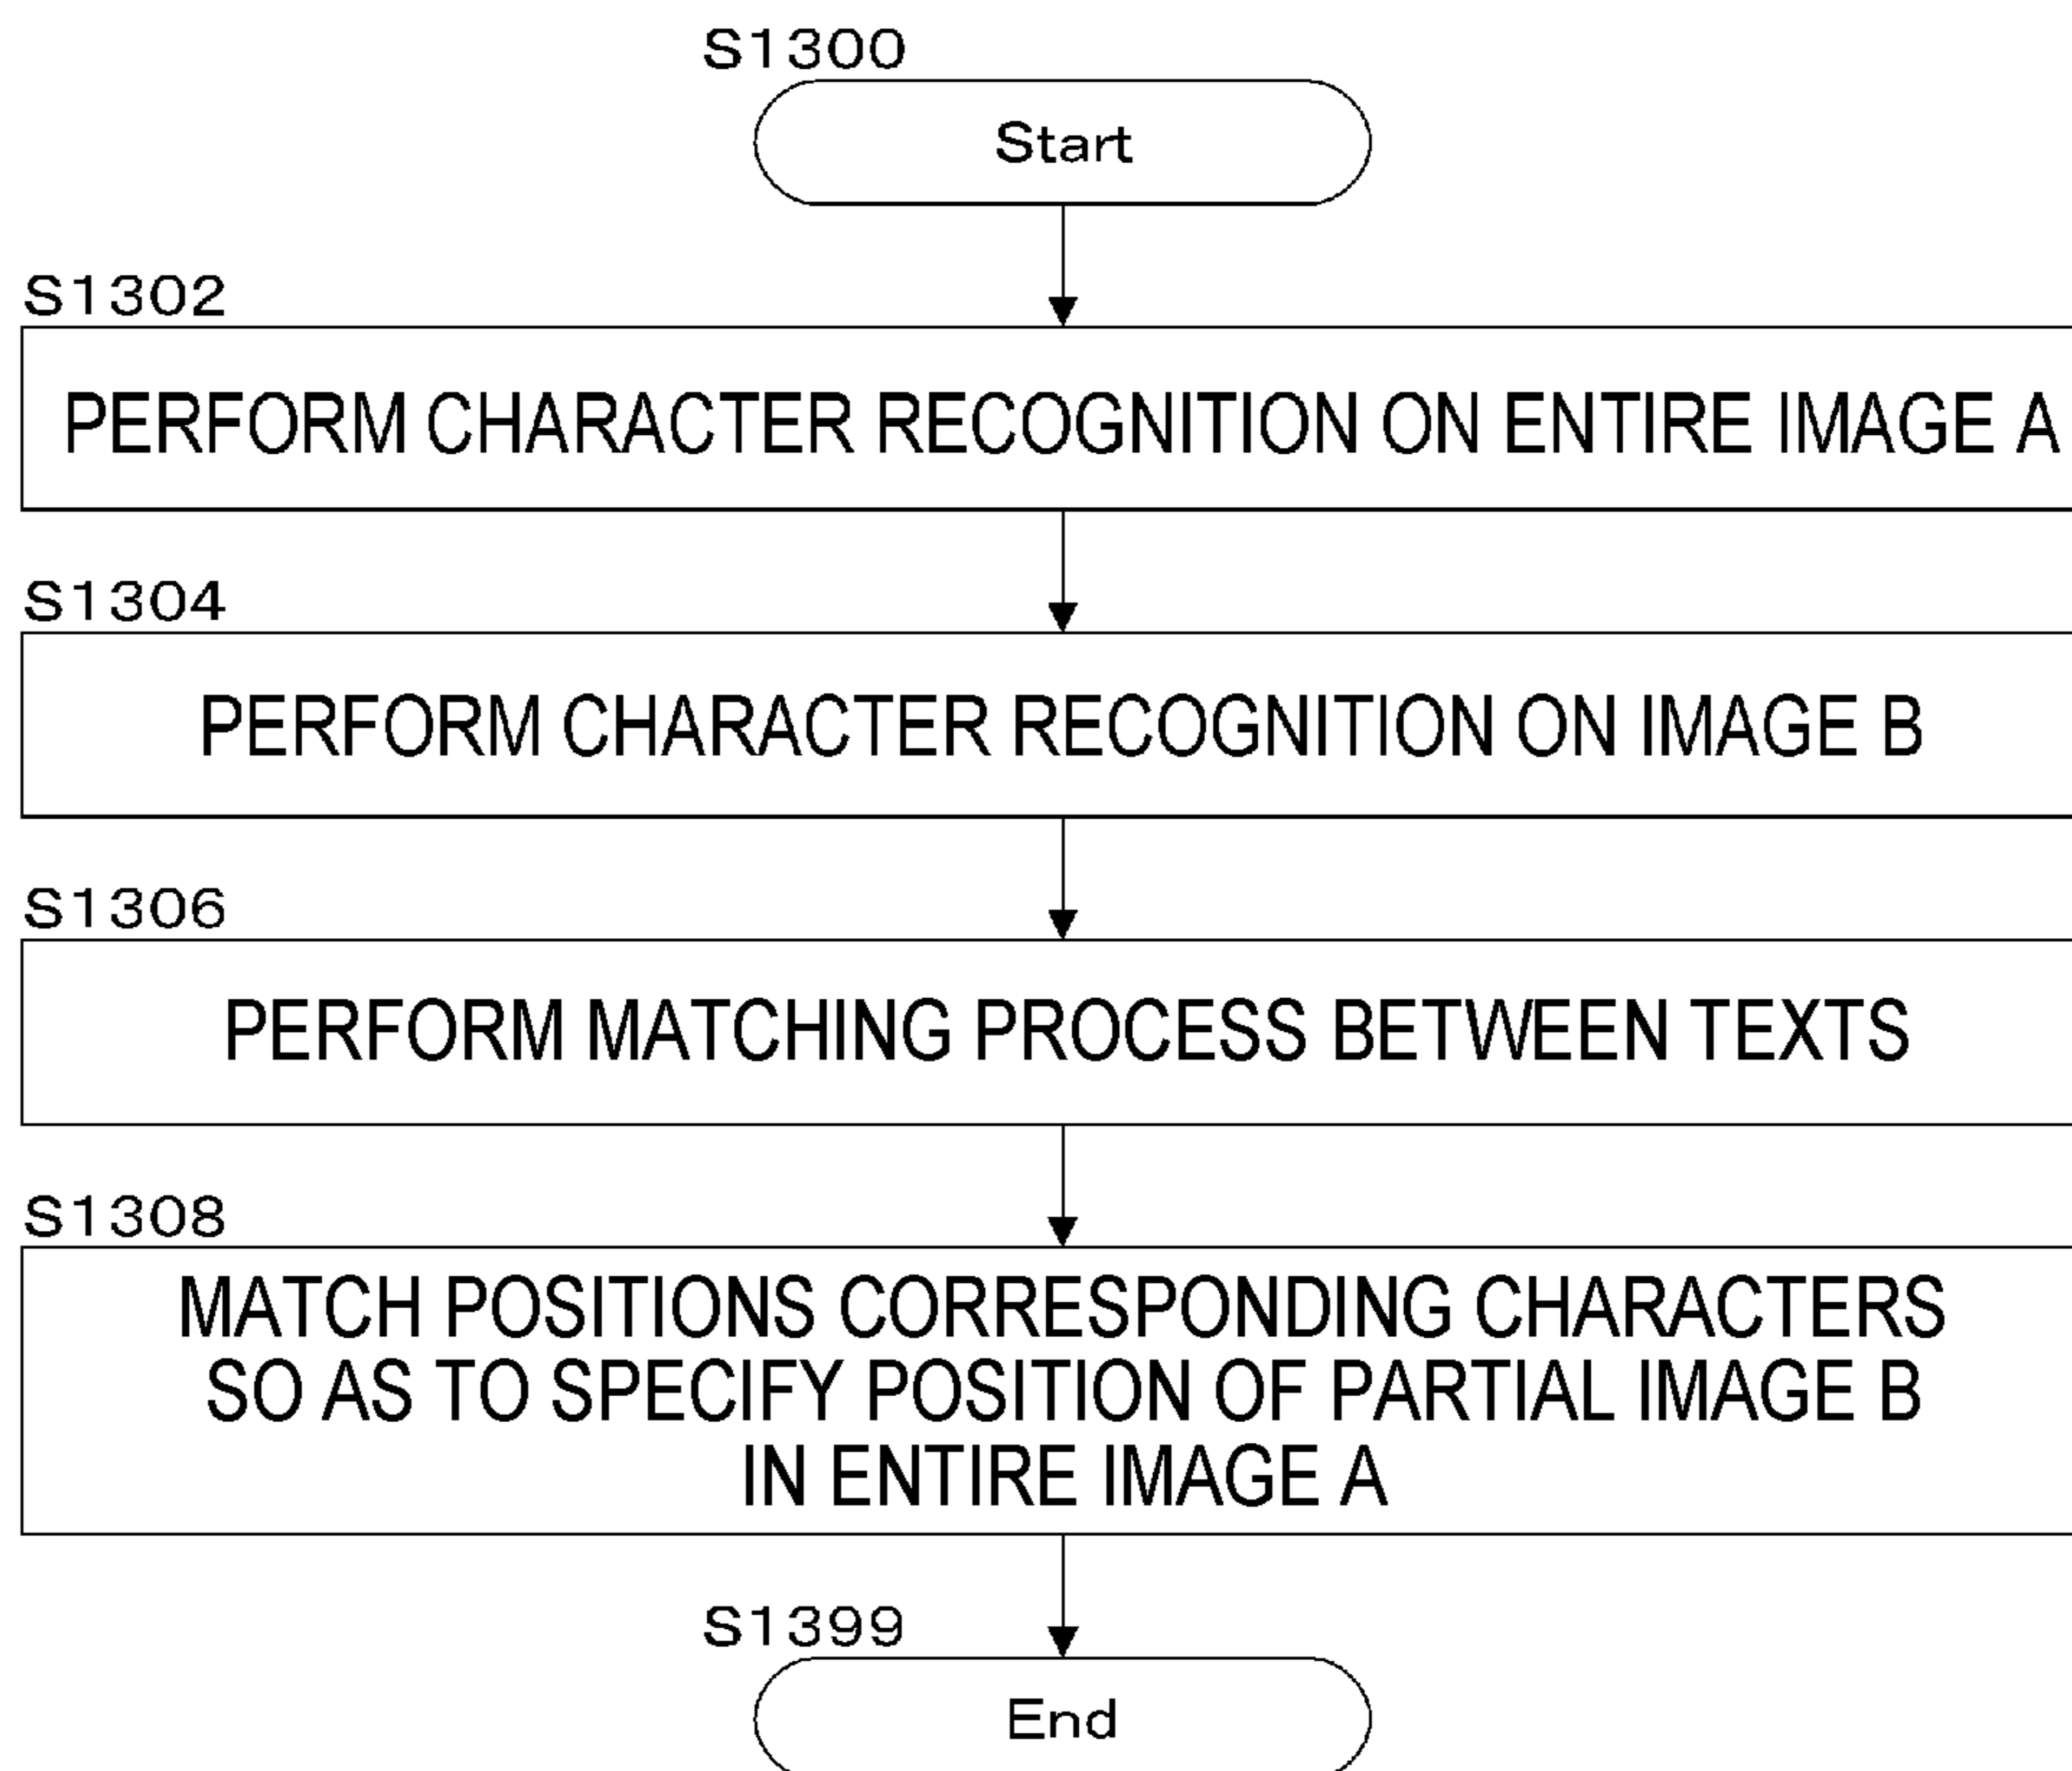 S1300
Start
S1302
PERFORM CHARACTER RECOGNITION ON ENTIRE IMAGE A
S1304
PERFORM CHARACTER RECOGNITION ON IMAGE B
S1306
PERFORM MATCHING PROCESS BETWEEN TEXTS
S1308
MATCH POSITIONS CORRESPONDING CHARACTERS
SO AS TO SPECIFY POSITION OF PARTIAL IMAGE B
IN ENTIRE IMAGE A
S1399
End